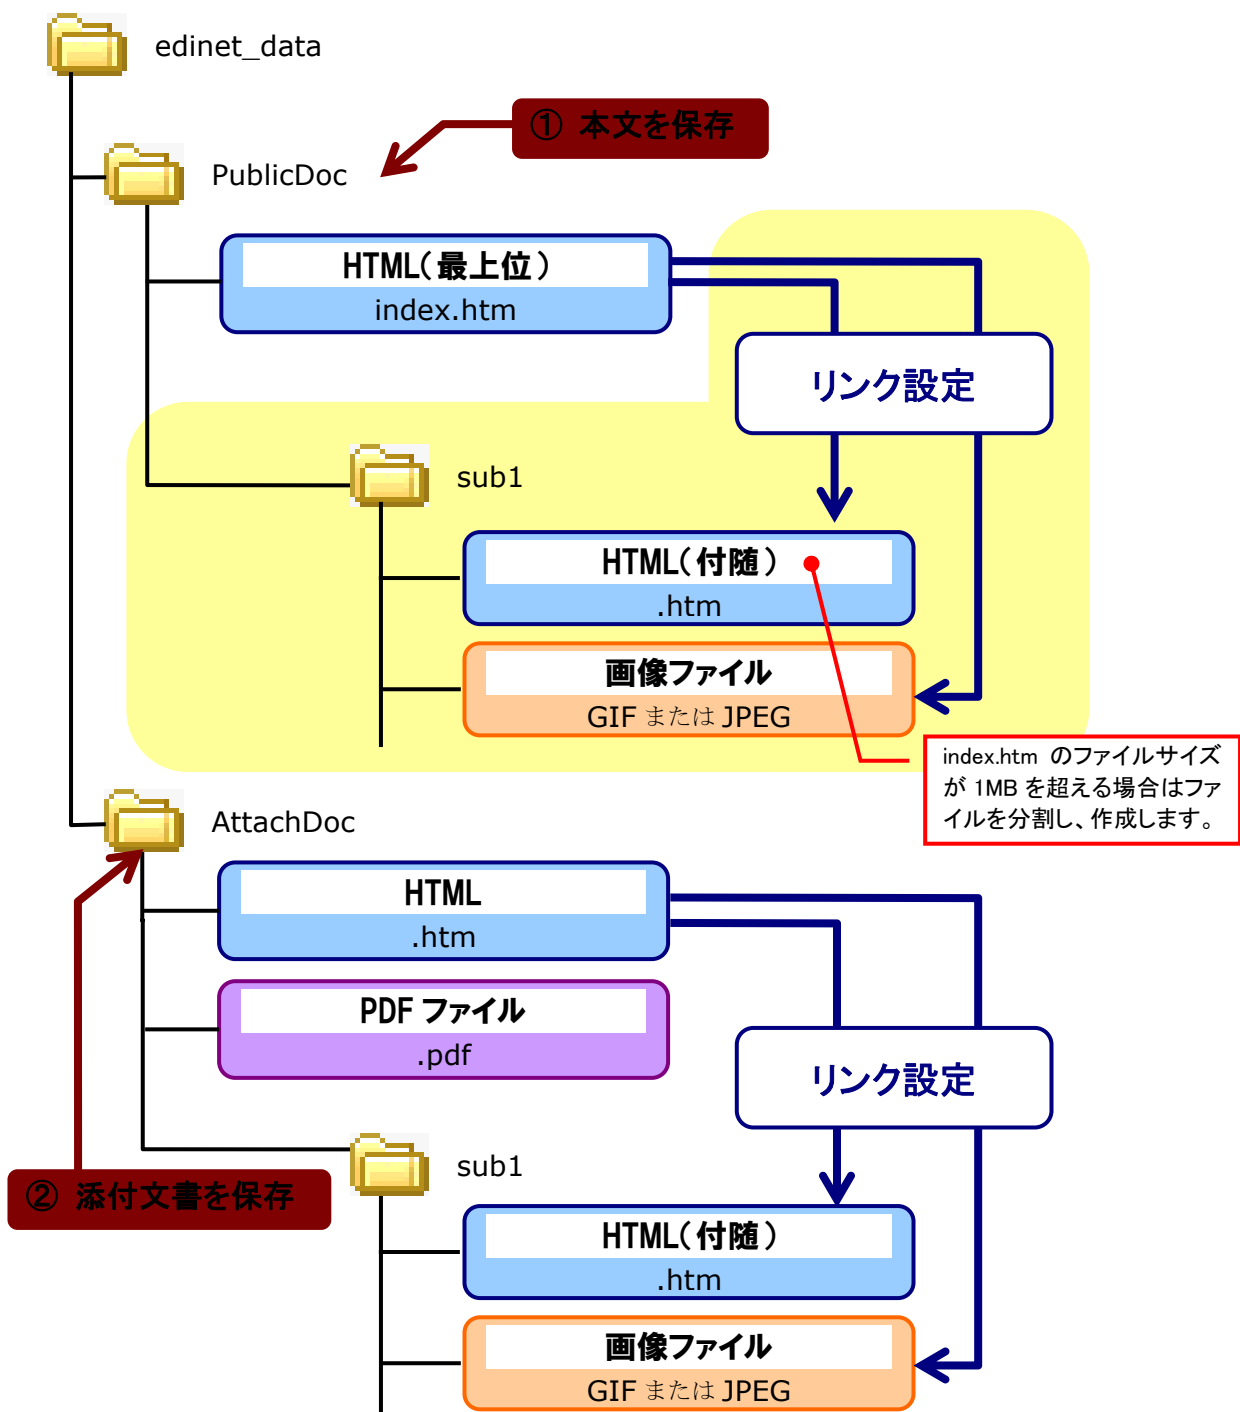 edinet_data
① 本文を保存
PublicDoc
HTML(最上位)
index.htm
リンク設定
sub1
HTML(付随)
.htm
画像ファイル
GIF または JPEG
index.htm のファイルサイズ
が 1MB を超える場合はファ
イルを分割し、作成します。
AttachDoc
HTML
.htm
PDF ファイル
.pdf
リンク設定
sub1
② 添付文書を保存
HTML(付随)
.htm
画像ファイル
GIF または JPEG